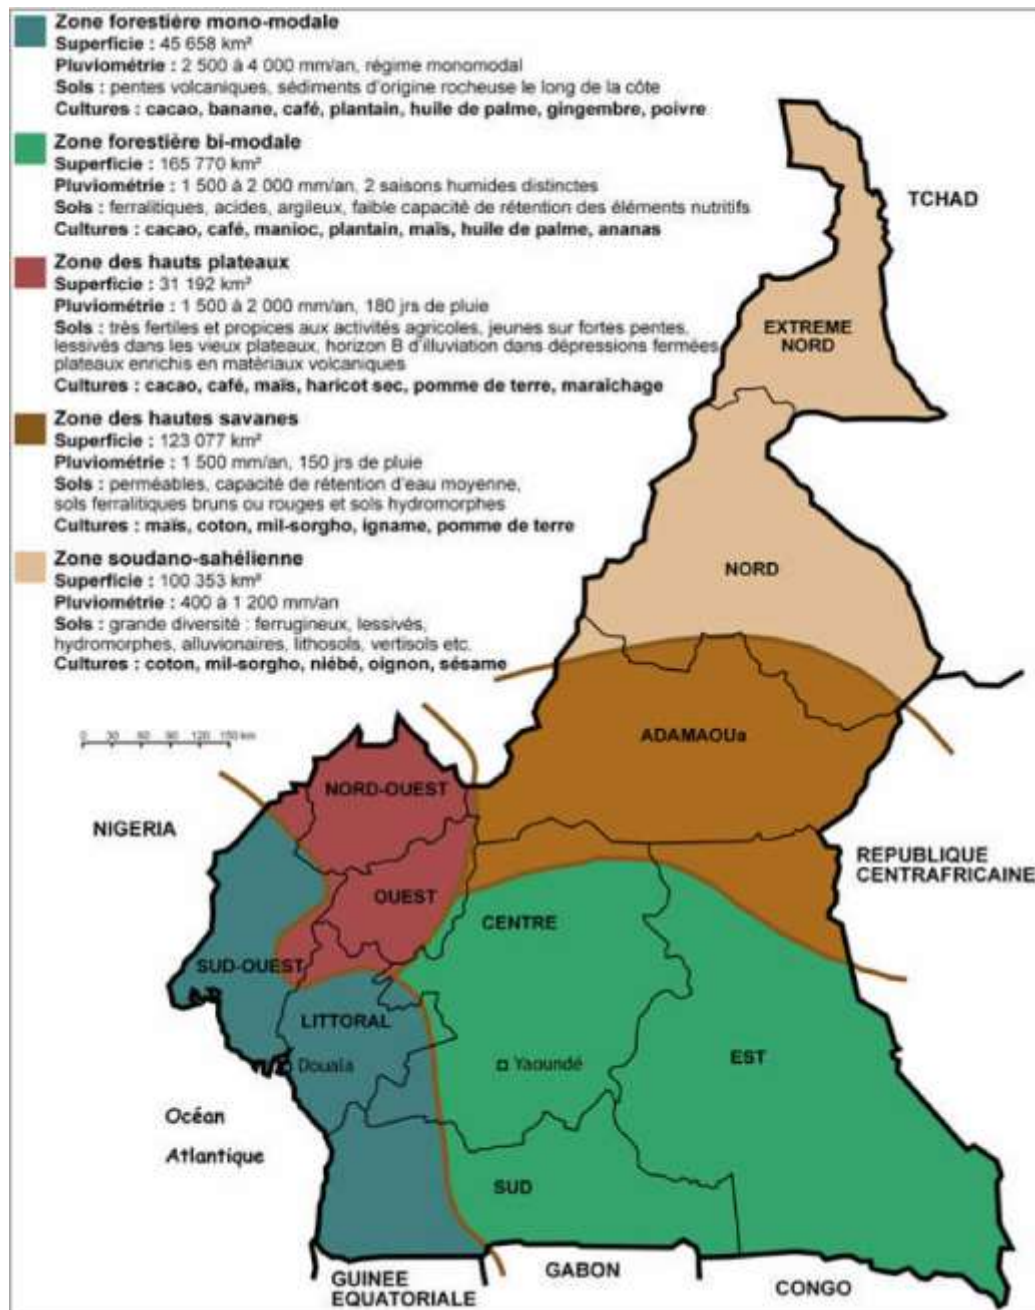 Zone forestière mono-modale
Superficie : 45 658 km²
Pluviométrie : 2 500 à 4 000 mm/an, régime monomodal
Sols : pentes volcaniques, sédiments d'origine rocheuse le long de la côte
Cultures : cacao, banane, café, plantain, huile de palme, gingembre, poivre
Zone forestière bi-modale
Superficie : 165 770 km²
Pluviométrie : 1 500 à 2 000 mm/an, 2 saisons humides distinctes
Sols : ferralitiques, acides, argileux, faible capacité de rétention des éléments nutritifs
Cultures : cacao, café, manioc, plantain, maïs, huile de palme, ananas
Zone des hauts plateaux
Superficie : 31 192 km²
Pluviométrie : 1 500 à 2 000 mm/an, 180 jrs de pluie
Sols : très fertiles et propices aux activités agricoles, jeunes sur fortes pentes,
lessivés dans les vieux plateaux, horizon B d'illuviation dans dépressions fermées
plateaux enrichis en matériaux volcaniques
Cultures : cacao, café, maïs, haricot sec, pomme de terre, maraîchage
Zone des hautes savanes
Superficie : 123 077 km²
Pluviométrie : 1 500 mm/an, 150 jrs de pluie
Sols : perméables, capacité de rétention d'eau moyenne,
sols ferralitiques bruns ou rouges et sols hydromorphes
Cultures : maïs, coton, mil-sorgho, igname, pomme de terre
Zone soudano-sahélienne
Superficie : 100 353 km²
Pluviométrie : 400 à 1 200 mm/an
Sols : grande diversité : ferrugineux, lessivés,
hydromorphes, alluvionaires, lithosols, vertisols etc.
Cultures : coton, mil-sorgho, niébé, oignon, sésame
TCHAD
EXTREME
NORD
NORD
0 30 60 90 120 150 km
ADAMAOUa
NORD-OUEST
NIGERIA
REPUBLIQUE
CENTRAFRICAINE
OUEST
CENTRE
SUD-OUEST
LITTORAL
EST
Douala
Yaoundé
Océan
Atlantique
SUD
GUINEE
EQUATORIALE
GABON
CONGO